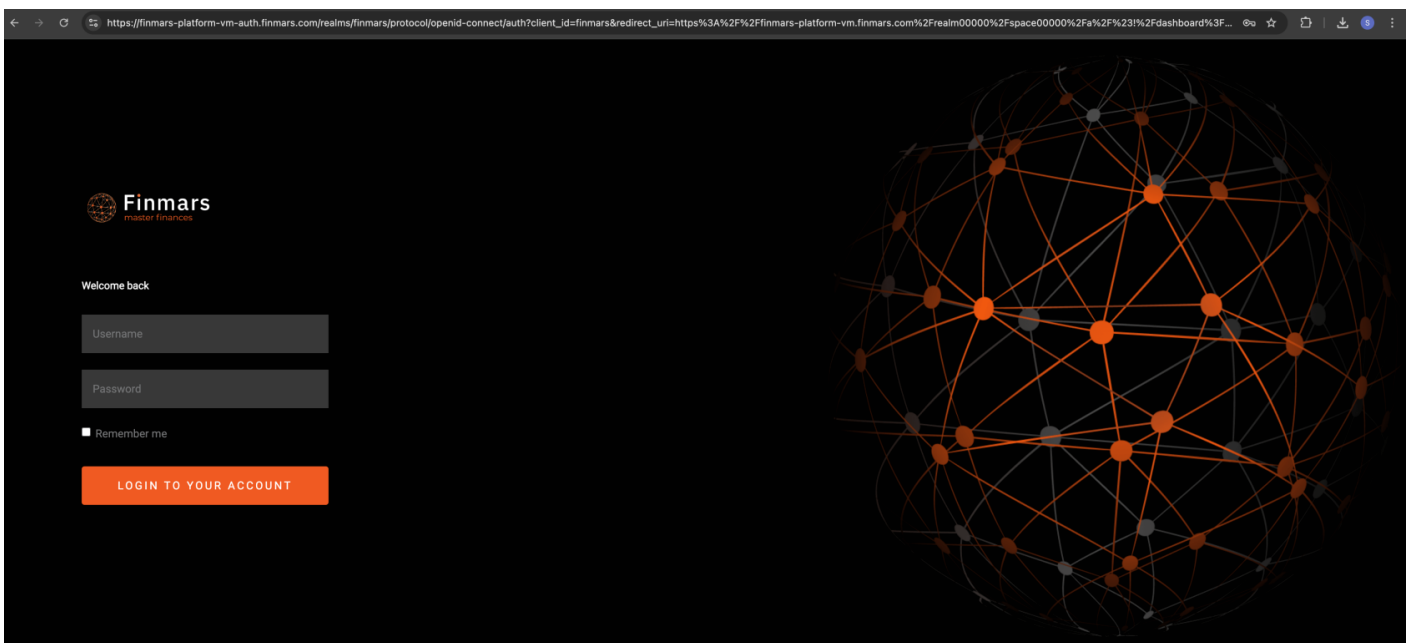 https://finmars-platform-vm-auth.finmars.com/realms/finmars/protocol/openid-connect/auth?client_id=finmars&redirect_uri=https%3A%2F%2Ffinmars-platform-vm.finmars.com%2Frealm00000%2Fspace00000%2Fa%2F%23!%2Fdashboard%3F...
S
Finmars
master finances
Welcome back
Username
Password
Remember me
LOGIN TO YOUR ACCOUNT